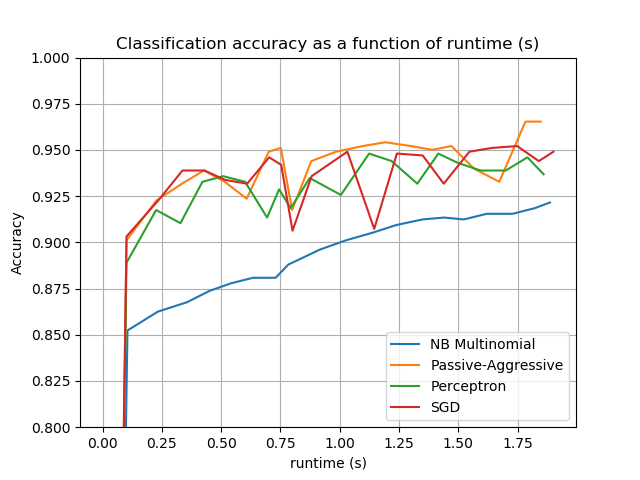 Classification accuracy as a function of runtime (s)
1.000
0.975
0.950
0.925
0.900
0.875
0.850
0.825
0.800
Accuracy
NB Multinomial
Passive-Aggressive
Perceptron
SGD
0.00 0.25 0.50 0.75 1.00 1.25 1.50 1.75
runtime (s)